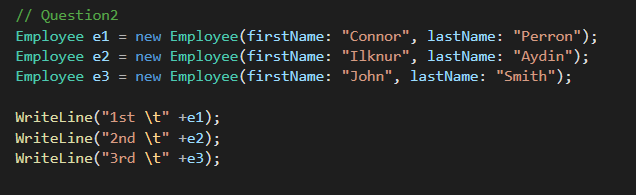 // Question2
Employee e1 = new Employee(firstName: "Connor", lastName: "Perron");
Employee e2 = new Employee(firstName: "Ilknur", lastName: "Aydin");
Employee e3 = new Employee(firstName: "John", lastName: "Smith");
WriteLine("1st \t" +e1);
WriteLine("2nd \t" +e2);
WriteLine("3rd \t" +e3);